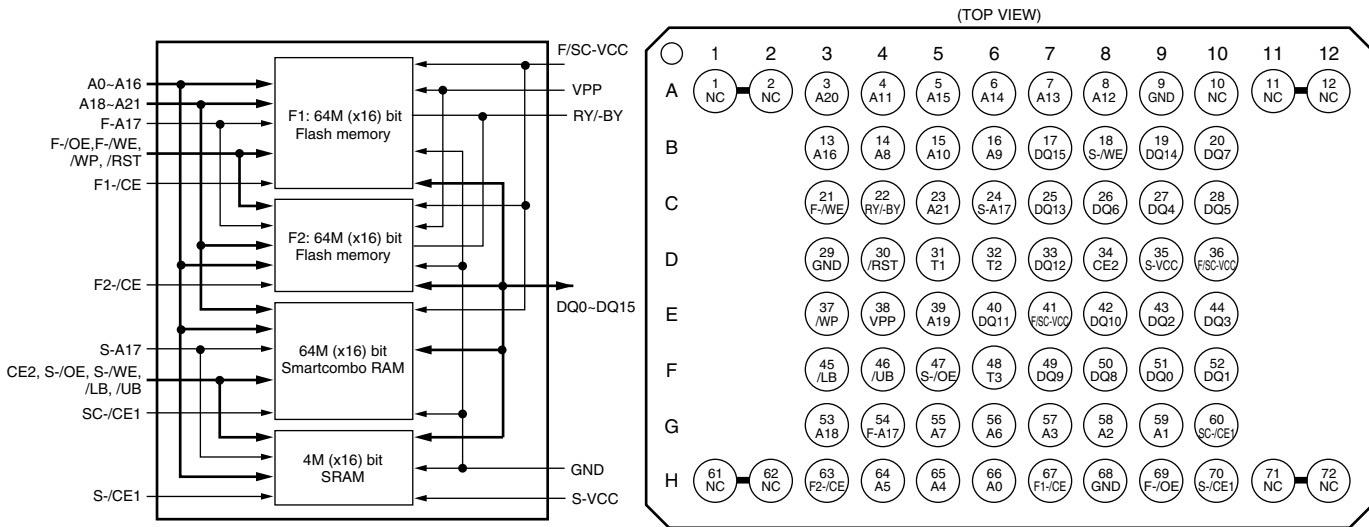 F/SC-VCC
A0~A16
VPP
A18~A21
F1: 64M (x16) bit
Flash memory
RY/-BY
F-A17
F-/OE,F-/WE,
/WP, /RST
F1-/CE
F2: 64M (x16) bit
Flash memory
F2-/CE
DQ0~DQ15
S-A17
64M (x16) bit
Smartcombo RAM
CE2, S-/OE, S-/WE,
/LB, /UB
SC-/CE1
4M (x16) bit
SRAM
GND
S-/CE1
S-VCC
(TOP VIEW)
1 2 3 4 5 6 7 8 9 10 11 12
A
1 2 3 4 5 6 7 8 9 10 11 12
NC NC A20 A11 A15 A14 A13 A12 GND NC NC NC
B
13 14 15 16 17 18 19 20
A16 A8 A10 A9 DQ15 S-/WE DQ14 DQ7
C
21 22 23 24 25 26 27 28
F-/WE RY/-BY A21 S-A17 DQ13 DQ6 DQ4 DQ5
D
29 30 31 32 33 34 35 36
GND /RST T1 T2 DQ12 CE2 S-VCC F/SC-VCC
E
37 38 39 40 41 42 43 44
/WP VPP A19 DQ11 F/SC-VCC DQ10 DQ2 DQ3
F
45 46 47 48 49 50 51 52
/LB /UB S-/OE T3 DQ9 DQ8 DQ0 DQ1
G
53 54 55 56 57 58 59 60
A18 F-A17 A7 A6 A3 A2 A1 SC-/CE1
H
61 62 63 64 65 66 67 68 69 70 71 72
NC NC F2-/CE A5 A4 A0 F1-/CE GND F-/OE S-/CE1 NC NC